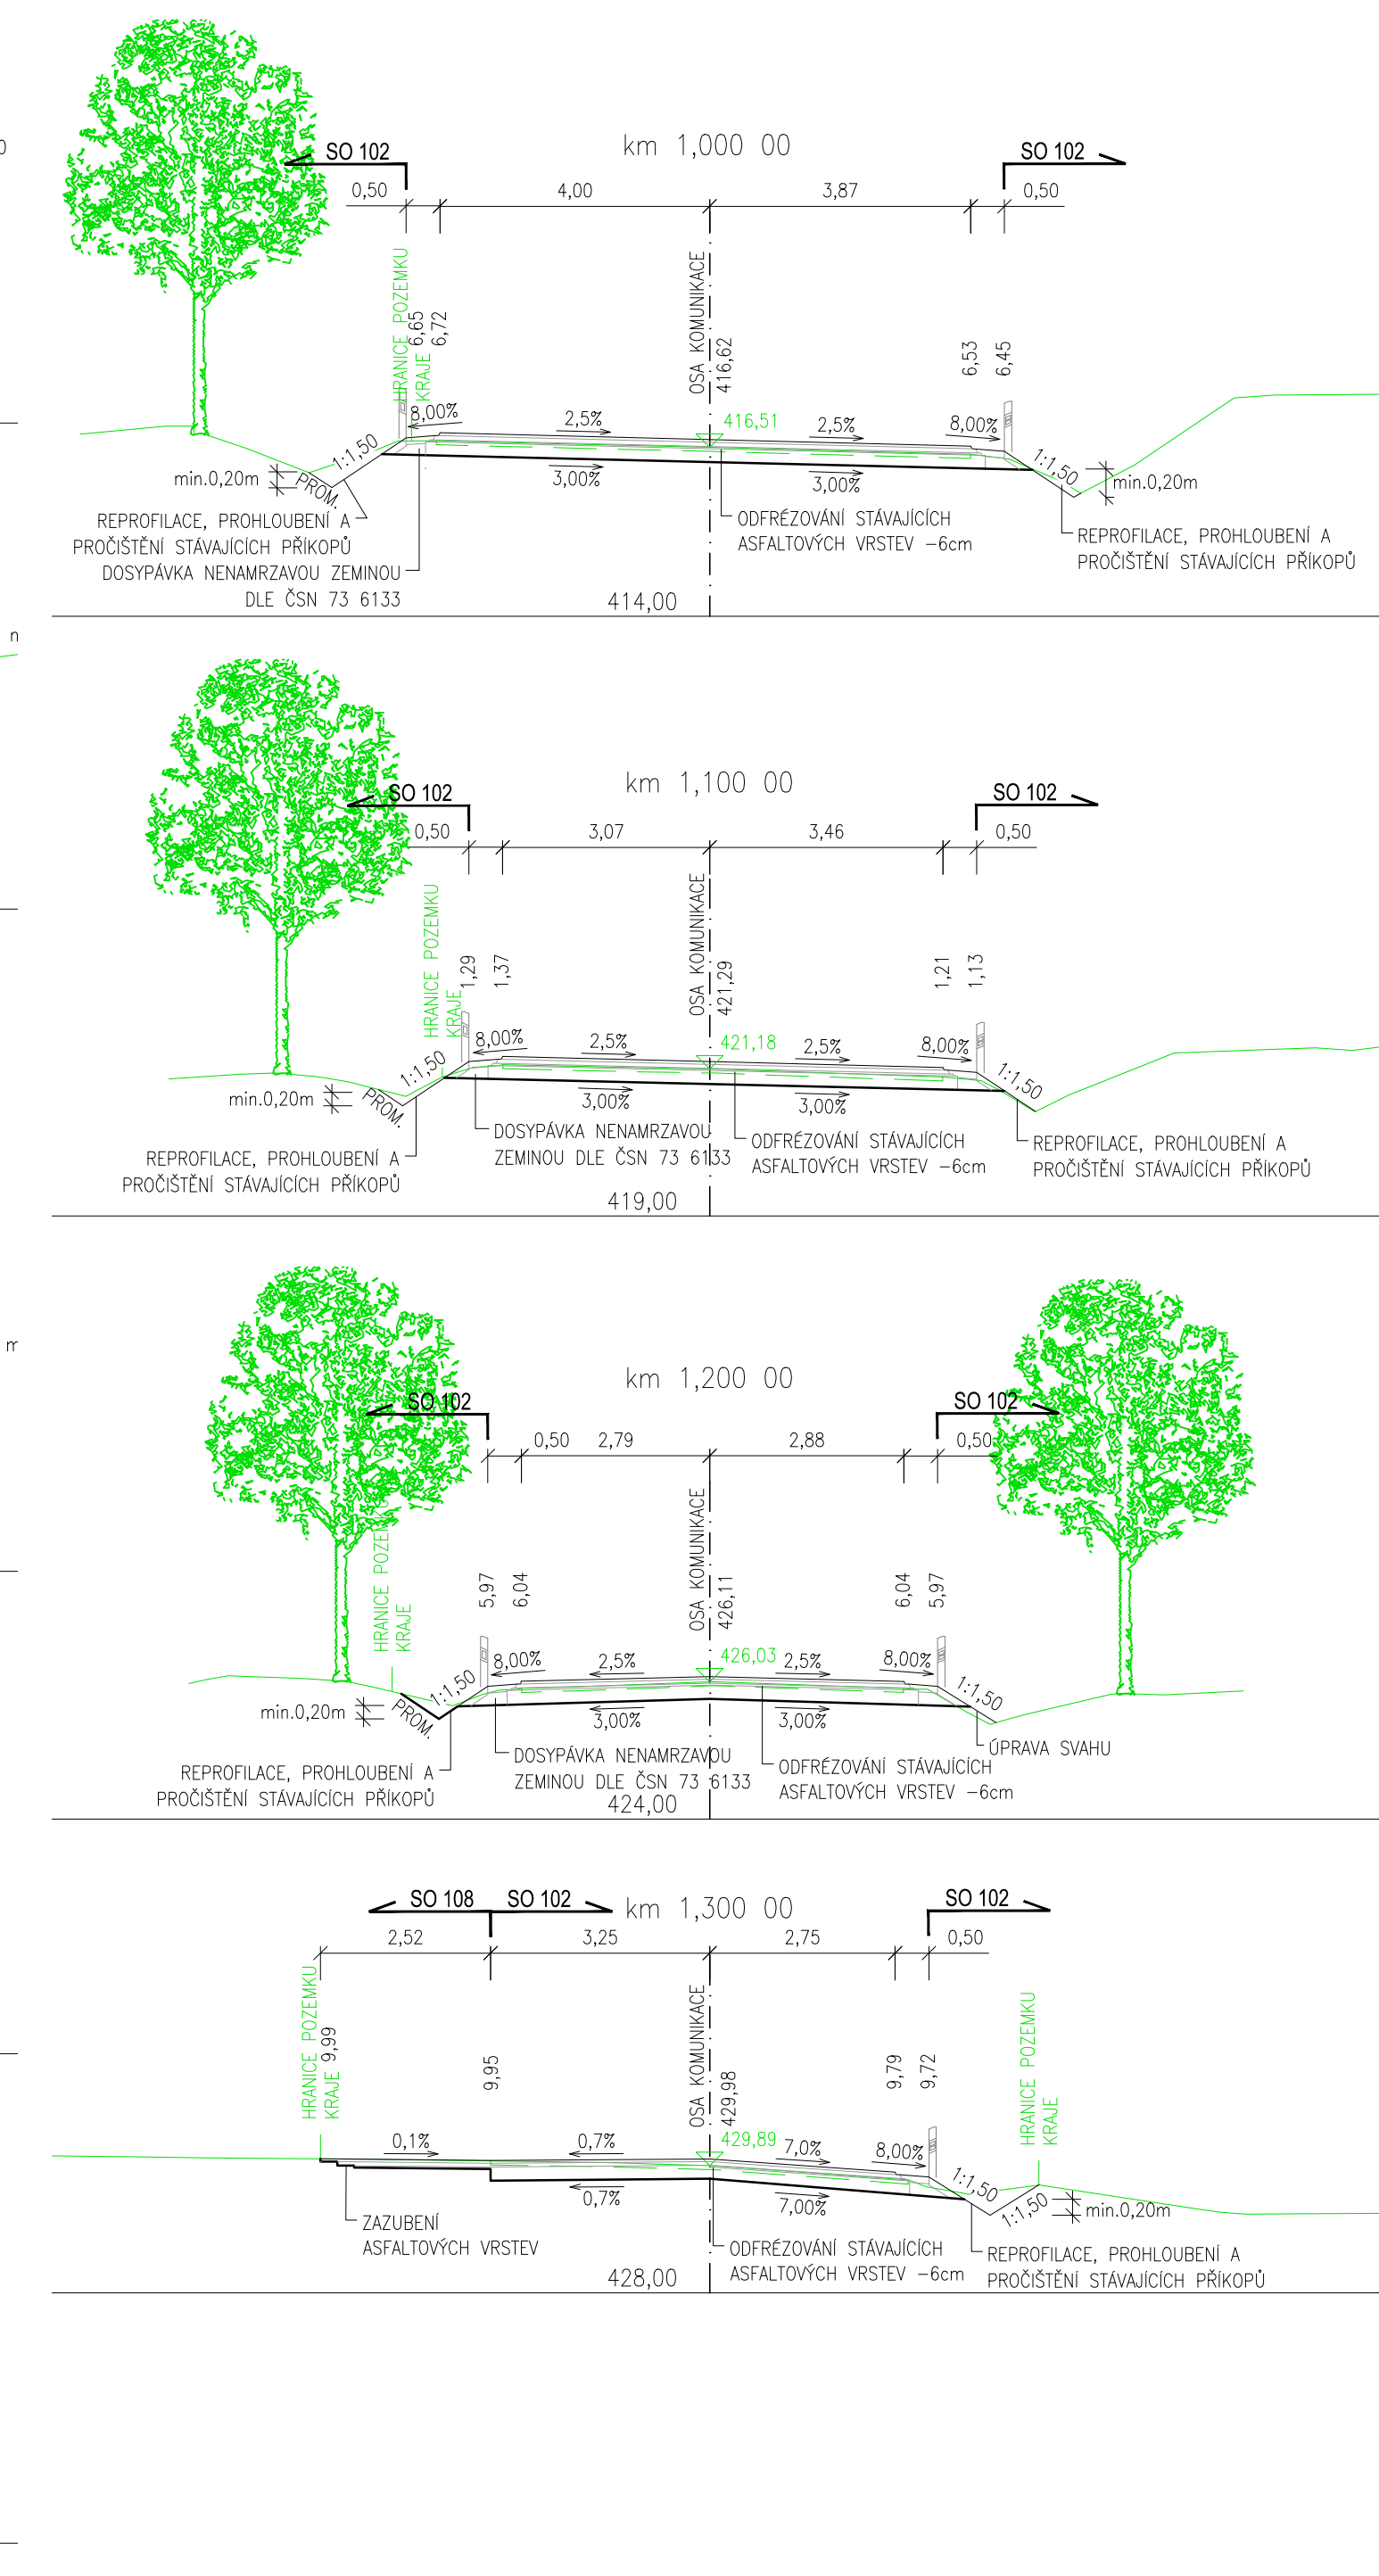 km 1,000 00
SO 102
SO 102
0,50
4,00
3,87
0,50
HRANICE POZEMKU
KRAJE
6,65
6,72
OSA KOMUNIKACE
416,62
6,53
6,45
416,51
8,00%
2,5%
2,5%
8,00%
1:1,50
1:1,50
min.0,20m
PROM.
3,00%
3,00%
min.0,20m
REPROFILACE, PROHLOUBENÍ A
PROČIŠTĚNÍ STÁVAJÍCÍCH PŘÍKOPŮ
DOSYPÁVKA NENAMRZAVOU ZEMINOU
DLE ČSN 73 6133
ODFRÉZOVÁNÍ STÁVAJÍCÍCH
ASFALTOVÝCH VRSTEV -6cm
REPROFILACE, PROHLOUBENÍ A
PROČIŠTĚNÍ STÁVAJÍCÍCH PŘÍKOPŮ
414,00
km 1,100 00
SO 102
SO 102
0,50
3,07
3,46
0,50
HRANICE POZEMKU
KRAJE
1,29
1,37
OSA KOMUNIKACE
421,29
1,21
1,13
421,18
8,00%
2,5%
2,5%
8,00%
1:1,50
1:1,50
min.0,20m
PROM.
3,00%
3,00%
DOSYPÁVKA NENAMRZAVOU
ZEMINOU DLE ČSN 73 6133
ODFRÉZOVÁNÍ STÁVAJÍCÍCH
ASFALTOVÝCH VRSTEV -6cm
REPROFILACE, PROHLOUBENÍ A
PROČIŠTĚNÍ STÁVAJÍCÍCH PŘÍKOPŮ
REPROFILACE, PROHLOUBENÍ A
PROČIŠTĚNÍ STÁVAJÍCÍCH PŘÍKOPŮ
419,00
km 1,200 00
SO 102
SO 102
0,50
2,79
2,88
0,50
HRANICE POZEMKU
KRAJE
5,97
6,04
OSA KOMUNIKACE
426,11
6,04
5,97
426,03
8,00%
2,5%
2,5%
8,00%
1:1,50
1:1,50
min.0,20m
PROM.
3,00%
3,00%
ÚPRAVA SVAHU
DOSYPÁVKA NENAMRZAVOU
ZEMINOU DLE ČSN 73 6133
ODFRÉZOVÁNÍ STÁVAJÍCÍCH
ASFALTOVÝCH VRSTEV -6cm
REPROFILACE, PROHLOUBENÍ A
PROČIŠTĚNÍ STÁVAJÍCÍCH PŘÍKOPŮ
424,00
SO 108
SO 102
km 1,300 00
SO 102
2,52
3,25
2,75
0,50
HRANICE POZEMKU
KRAJE
9,99
9,95
OSA KOMUNIKACE
429,98
9,79
9,72
HRANICE POZEMKU
KRAJE
429,89
0,1%
0,7%
7,0%
8,00%
1:1,50
1:1,50
min.0,20m
0,7%
7,00%
ZAZUBENÍ
ASFALTOVÝCH VRSTEV
ODFRÉZOVÁNÍ STÁVAJÍCÍCH
ASFALTOVÝCH VRSTEV -6cm
REPROFILACE, PROHLOUBENÍ A
PROČIŠTĚNÍ STÁVAJÍCÍCH PŘÍKOPŮ
428,00